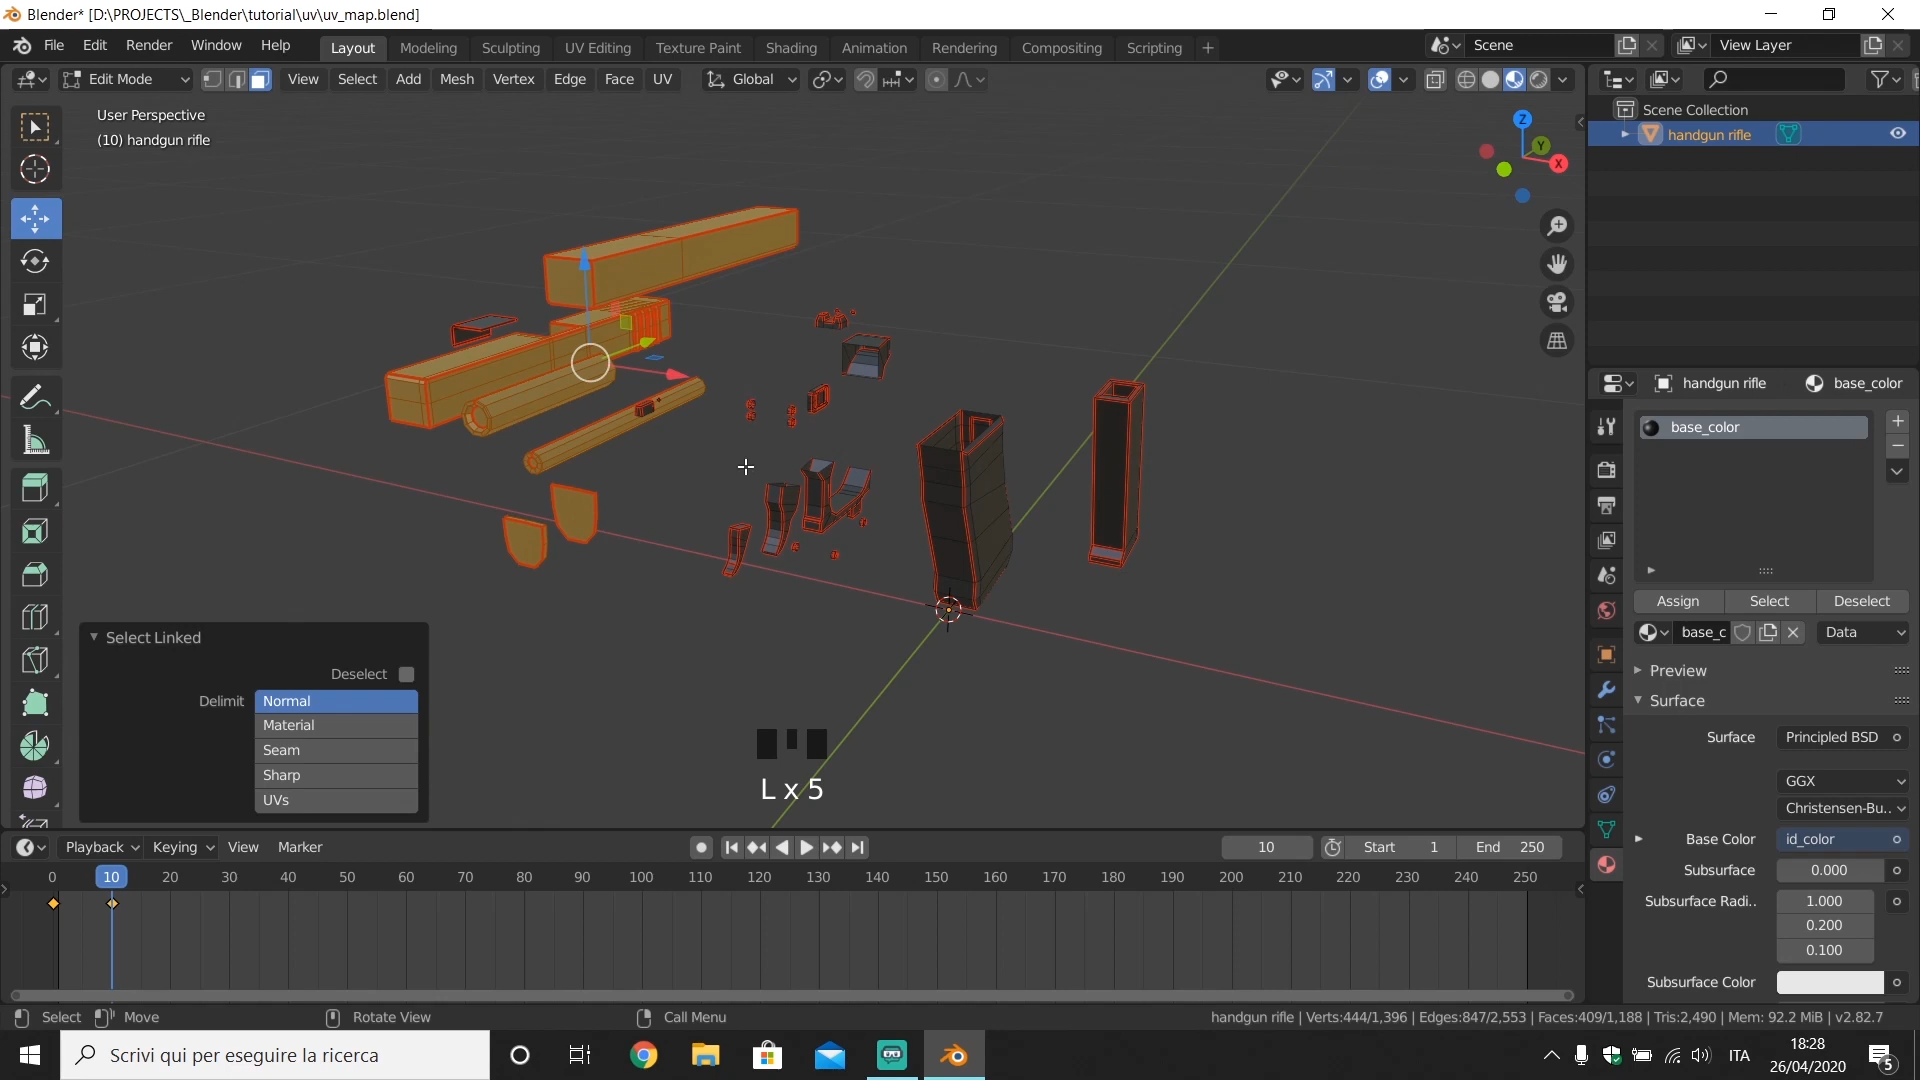 Blender* [D:\PROJECTS\_Blender\tutorial\uv\uv_map.blend]
File Edit Render Window Help Layout Modeling Sculpting UV Editing Texture Paint Shading Animation Rendering Compositing Scripting + Scene View Layer
Edit Mode View Select Add Mesh Vertex Edge Face UV Global
User Perspective
(10) handgun rifle
Z
Y
X
Scene Collection
handgun rifle
handgun rifle base_color
base_color
Assign Select Deselect
base_c Data
Preview
Surface
Surface Principled BSD
GGX
Christensen-Bu..
Base Color id_color
Subsurface 0.000
Subsurface Radi.. 1.000
0.200
0.100
Subsurface Color
Select Linked
Deselect
Delimit Normal
Material
Seam
Sharp
UVs
L x 5
Playback Keying View Marker 10 Start 1 End 250
0 10 20 30 40 50 60 70 80 90 100 110 120 130 140 150 160 170 180 190 200 210 220 230 240 250
Select Move Rotate View Call Menu handgun rifle | Verts:444/1,396 | Edges:847/2,553 | Faces:409/1,188 | Tris:2,490 | Mem: 92.2 MiB | v2.82.7
Scrivi qui per eseguire la ricerca
ITA
18:28
26/04/2020
5